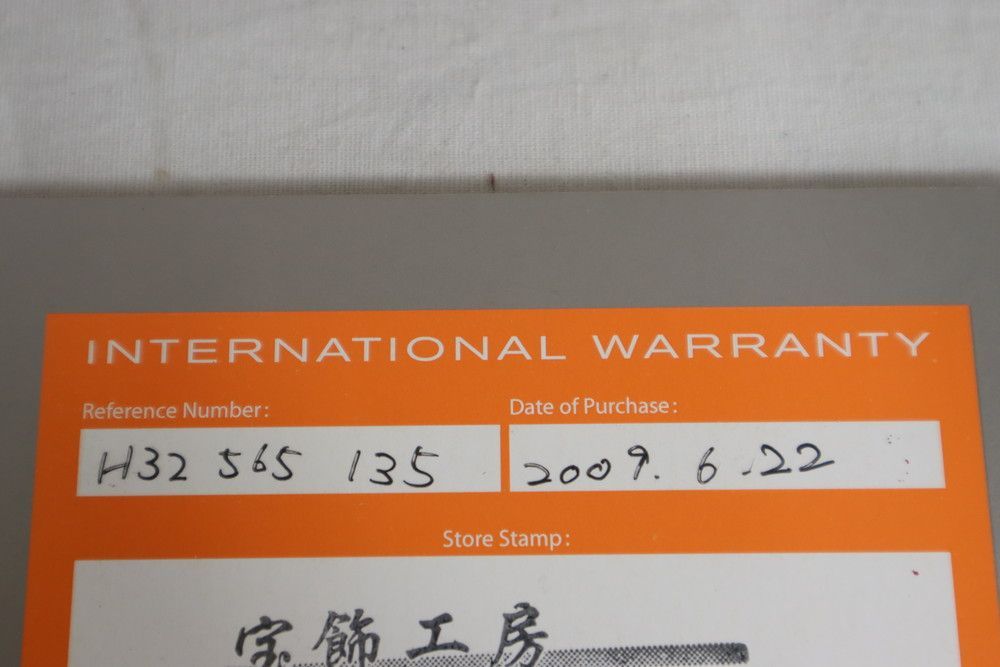 INTERNATIONAL WARRANTY
Reference Number: Date of Purchase:
H32 565 135 2009. 6.22
Store Stamp:
宝飾工房